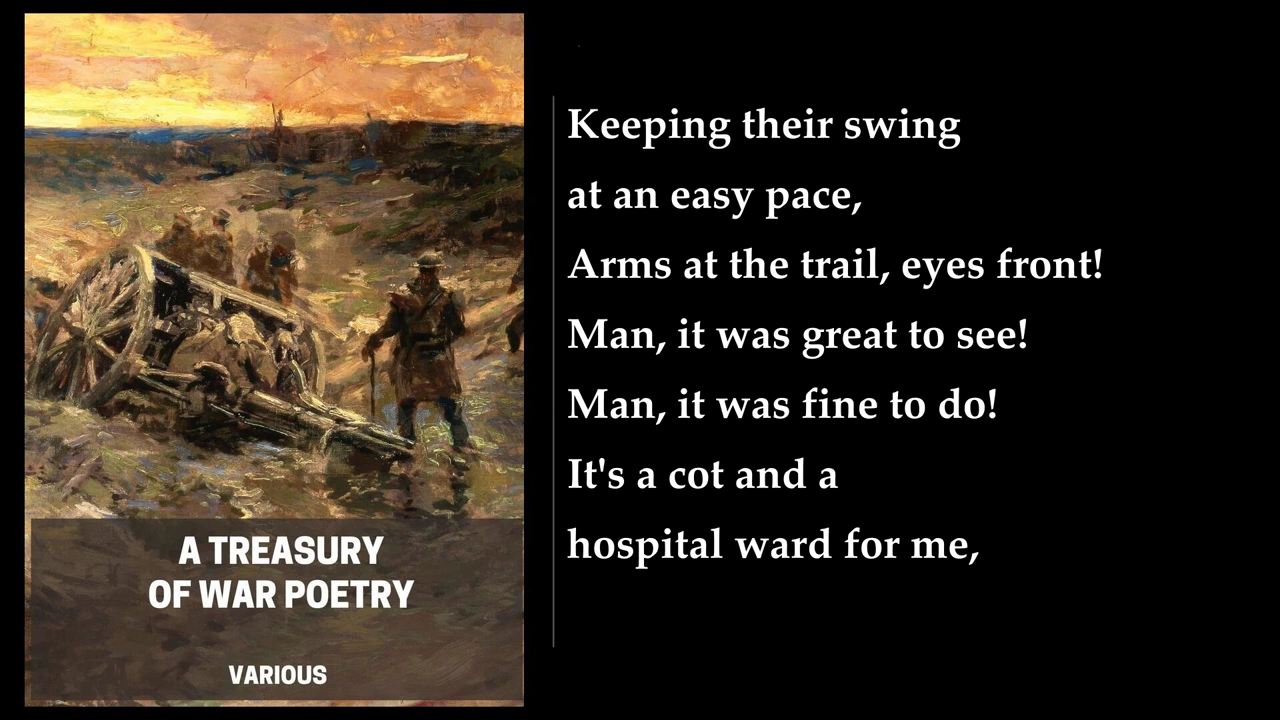 A TREASURY
OF WAR POETRY
VARIOUS
Keeping their swing
at an easy pace,
Arms at the trail, eyes front!
Man, it was great to see!
Man, it was fine to do!
It's a cot and a
hospital ward for me,